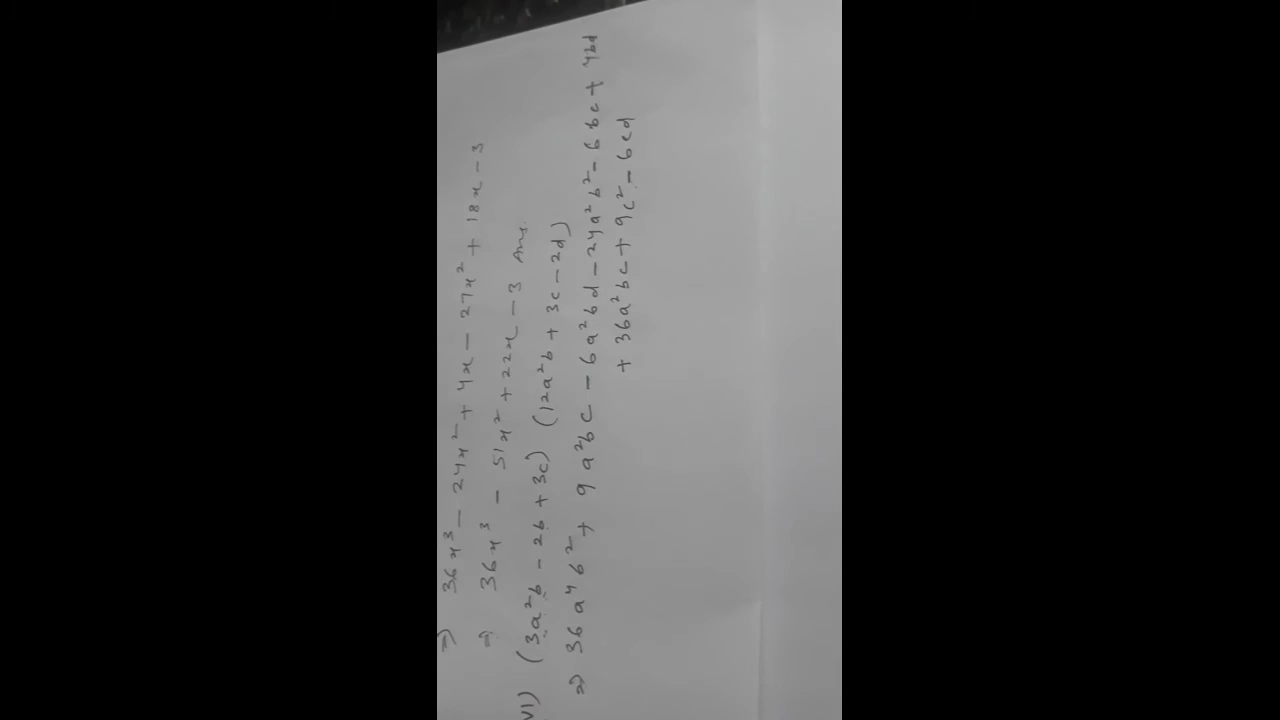 ⇒ 36x³ - 24x² + 4x - 27x² + 18x - 3
⇒ 36x³ - 51x² + 22x - 3 Ans.
VI) (3a²b - 2b + 3c) (12a²b + 3c - 2d)
⇒ 36a⁴b² + 9a²bc - 6a²bd - 24a²b² - 6bc + 4bd
+ 36a²bc + 9c² - 6cd